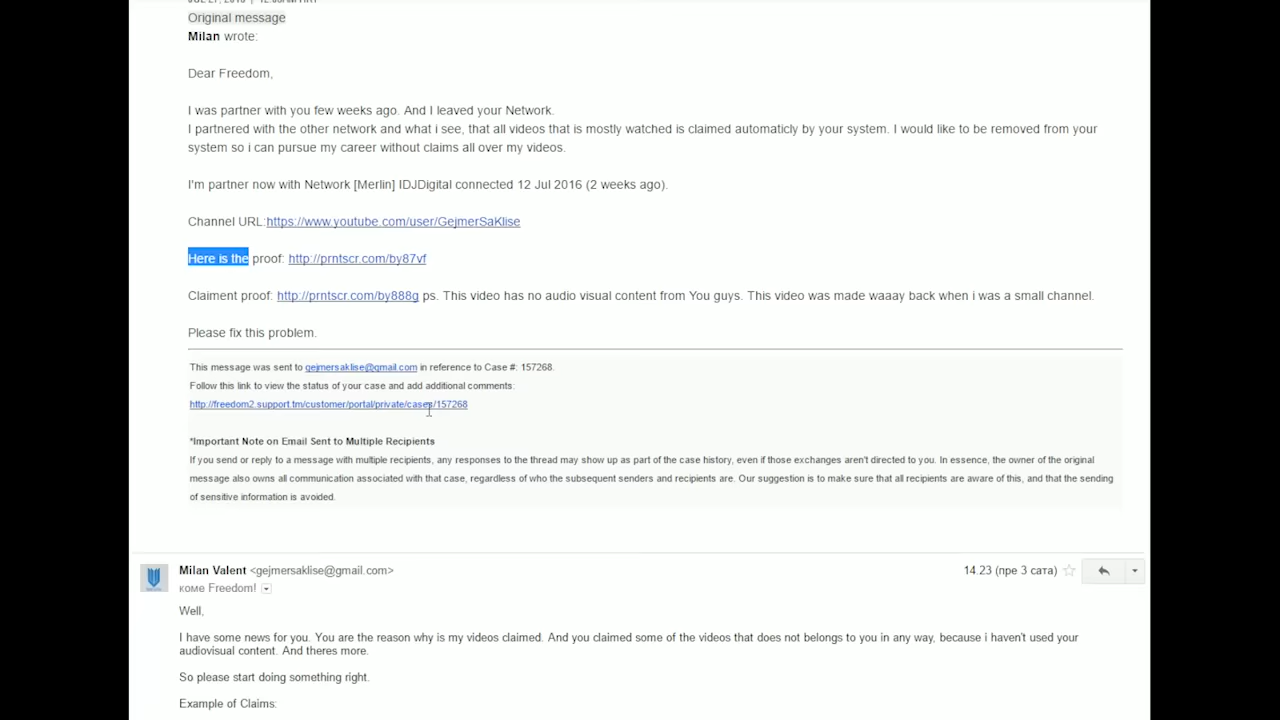 Original message
Milan wrote:
Dear Freedom,
I was partner with you few weeks ago. And I leaved your Network.
I partnered with the other network and what i see, that all videos that is mostly watched is claimed automaticly by your system. I would like to be removed from your
system so i can pursue my career without claims all over my videos.
I'm partner now with Network [Merlin] IDJDigital connected 12 Jul 2016 (2 weeks ago).
Channel URL:https://www.youtube.com/user/GejmerSaKlise
Here is the proof: http://prntscr.com/by87vf
Claiment proof: http://prntscr.com/by888g ps. This video has no audio visual content from You guys. This video was made waaay back when i was a small channel.
Please fix this problem.
This message was sent to gejmersaklise@gmail.com in reference to Case #: 157268.
Follow this link to view the status of your case and add additional comments:
http://freedom2.support.tm/customer/portal/private/cases/157268
*Important Note on Email Sent to Multiple Recipients
If you send or reply to a message with multiple recipients, any responses to the thread may show up as part of the case history, even if those exchanges aren't directed to you. In essence, the owner of the original
message also owns all communication associated with that case, regardless of who the subsequent senders and recipients are. Our suggestion is to make sure that all recipients are aware of this, and that the sending
of sensitive information is avoided.
Milan Valent <gejmersaklise@gmail.com> 14.23 (пре 3 сата)
коме Freedom!
Well,
I have some news for you. You are the reason why is my videos claimed. And you claimed some of the videos that does not belongs to you in any way, because i haven't used your
audiovisual content. And theres more.
So please start doing something right.
Example of Claims: